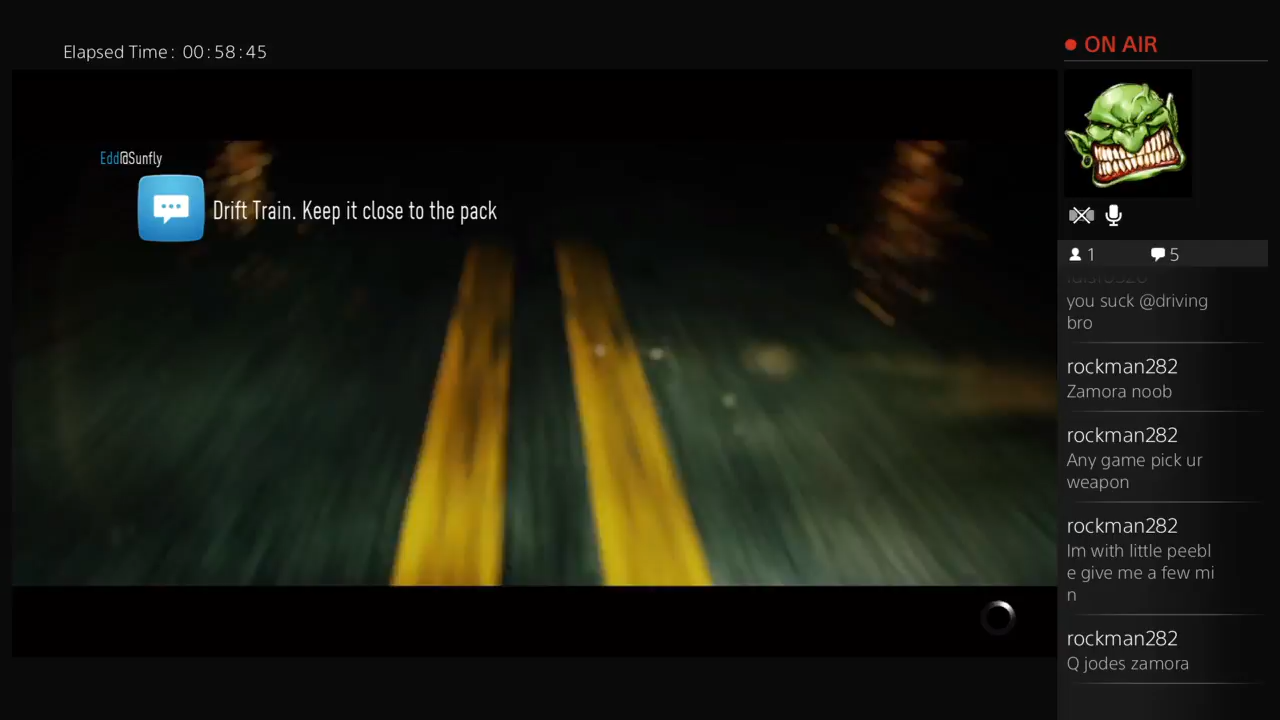 Elapsed Time: 00:58:45
ON AIR
Edd@Sunfly
Drift Train. Keep it close to the pack
1
5
you suck @driving
bro
rockman282
Zamora noob
rockman282
Any game pick ur
weapon
rockman282
Im with little peebl
e give me a few mi
n
rockman282
Q jodes zamora